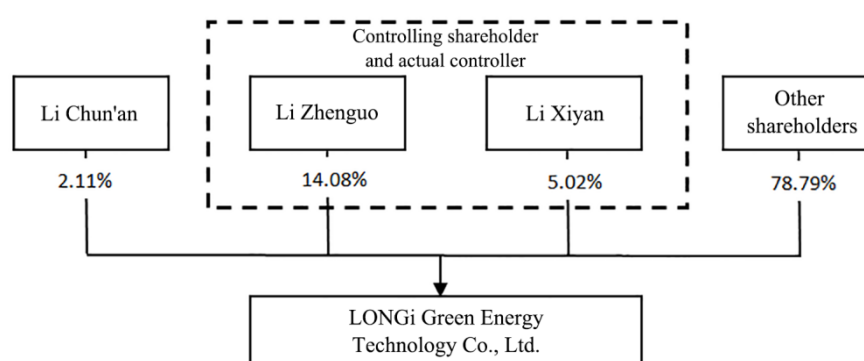 Controlling shareholder
and actual controller
Li Chun'an
Li Zhenguo
Li Xiyan
Other
shareholders
2.11%
14.08%
5.02%
78.79%
LONGi Green Energy
Technology Co., Ltd.